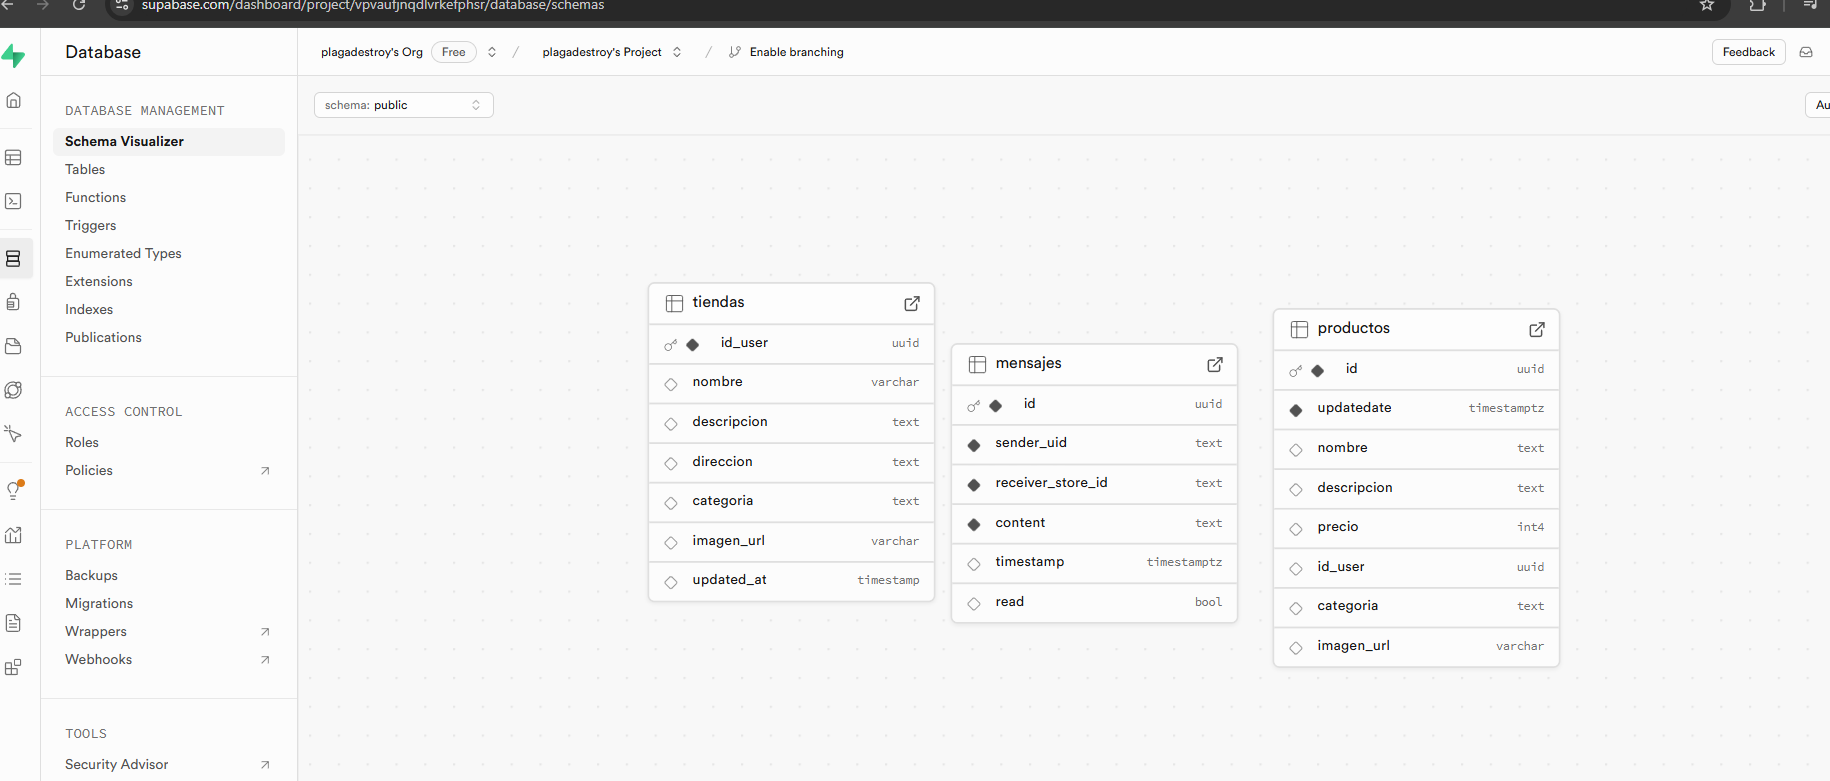 supabase.com/dashboard/project/vpvaufjnqdlvrkefphsr/database/schemas
Database
plagadestroy's Org Free / plagadestroy's Project / Enable branching
Feedback
schema: public
Au
DATABASE MANAGEMENT
Schema Visualizer
Tables
Functions
Triggers
Enumerated Types
Extensions
Indexes
Publications
ACCESS CONTROL
Roles
Policies
PLATFORM
Backups
Migrations
Wrappers
Webhooks
TOOLS
Security Advisor
tiendas
id_user uuid
nombre varchar
descripcion text
direccion text
categoria text
imagen_url varchar
updated_at timestamp
mensajes
id uuid
sender_uid text
receiver_store_id text
content text
timestamp timestamptz
read bool
productos
id uuid
updatedate timestamptz
nombre text
descripcion text
precio int4
id_user uuid
categoria text
imagen_url varchar